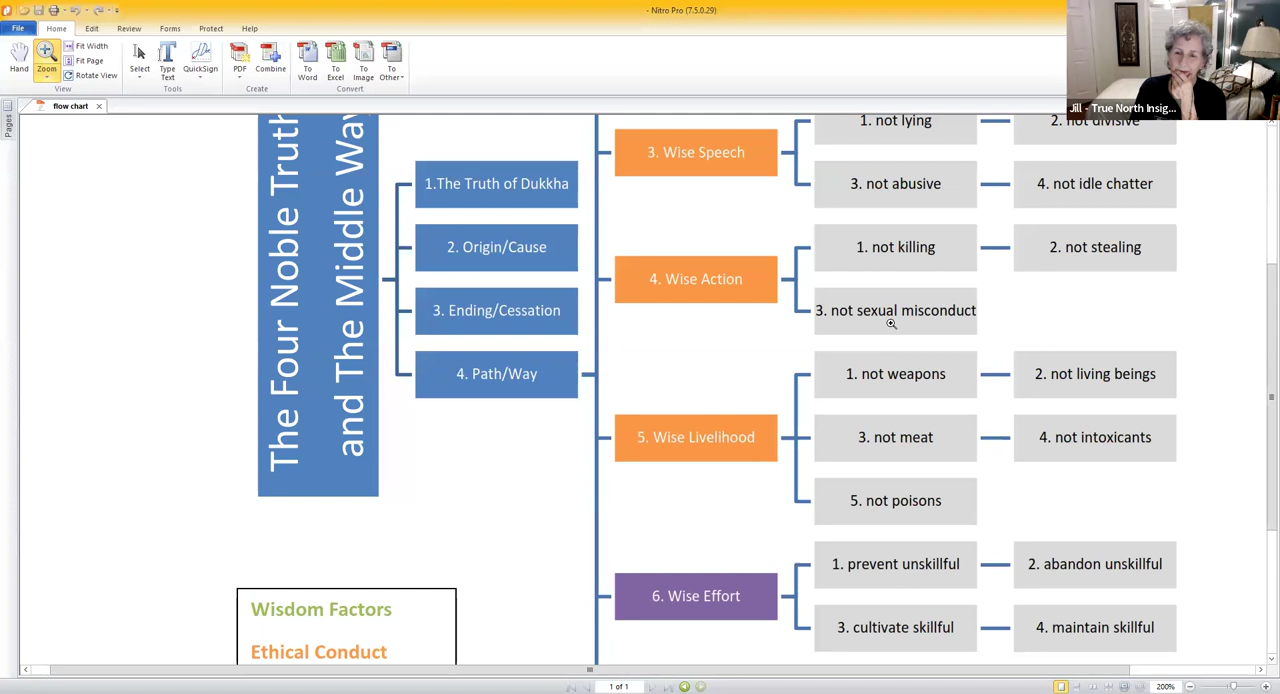 - Nitro Pro (7.5.0.29)
File
Home
Edit
Review
Forms
Protect
Help
Hand
Zoom
Fit Width
Fit Page
Rotate View
View
Select
Type Text
QuickSign
Tools
PDF
Combine
Create
To Word
To Excel
To Image
To Other
Convert
Jill - True North Insig...
flow chart
Pages
The Four Noble Truth
and The Middle Way
1.The Truth of Dukkha
2. Origin/Cause
3. Ending/Cessation
4. Path/Way
3. Wise Speech
1. not lying
2. not divisive
3. not abusive
4. not idle chatter
4. Wise Action
1. not killing
2. not stealing
3. not sexual misconduct
5. Wise Livelihood
1. not weapons
2. not living beings
3. not meat
4. not intoxicants
5. not poisons
6. Wise Effort
1. prevent unskillful
2. abandon unskillful
3. cultivate skillful
4. maintain skillful
Wisdom Factors
Ethical Conduct
1 of 1
200%